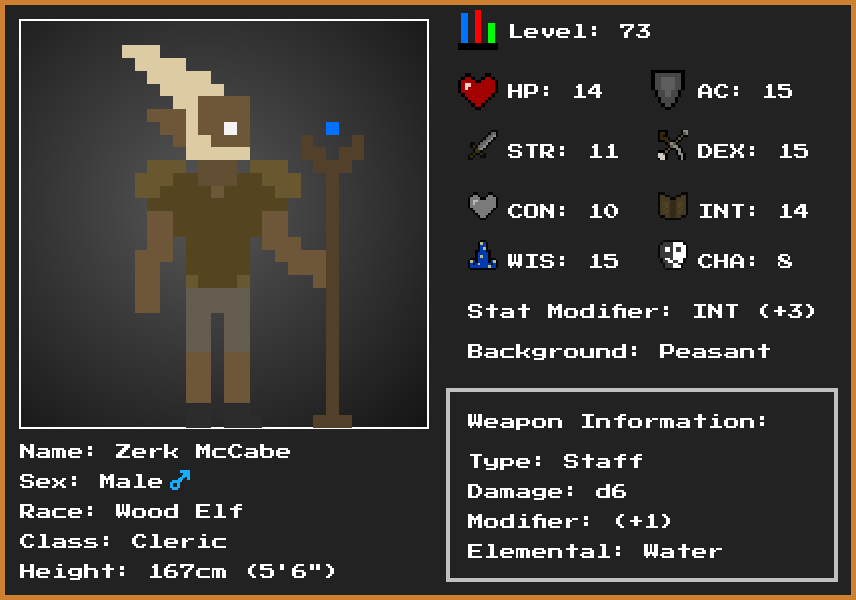 Level: 73
HP: 14 AC: 15
STR: 11 DEX: 15
CON: 10 INT: 14
WIS: 15 CHA: 8
Stat Modifier: INT (+3)
Background: Peasant
Weapon Information:
Type: Staff
Damage: d6
Modifier: (+1)
Elemental: Water
Name: Zerk McCabe
Sex: Male ♂
Race: Wood Elf
Class: Cleric
Height: 167cm (5'6")